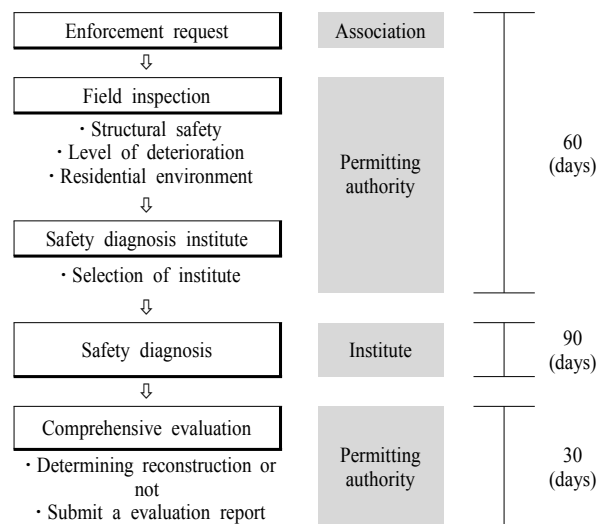 Enforcement request
Association
Field inspection
・Structural safety
・Level of deterioration
・Residential environment
Permitting
authority
60
(days)
Safety diagnosis institute
・Selection of institute
Safety diagnosis
Institute
90
(days)
Comprehensive evaluation
・Determining reconstruction or
not
・Submit a evaluation report
Permitting
authority
30
(days)